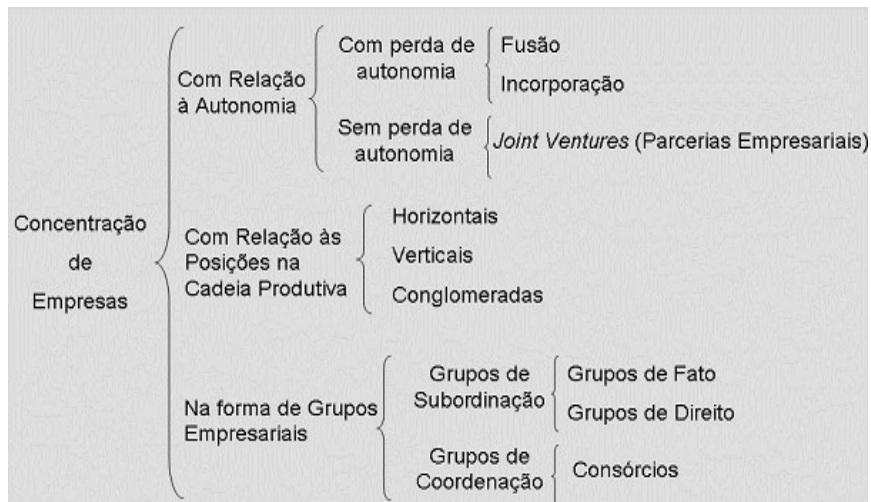 Concentração
de
Empresas
Com Relação
à Autonomia
Com perda de
autonomia
Fusão
Incorporação
Sem perda de
autonomia
Joint Ventures (Parcerias Empresariais)
Com Relação às
Posições na
Cadeia Produtiva
Horizontais
Verticais
Conglomeradas
Na forma de Grupos
Empresariais
Grupos de
Subordinação
Grupos de Fato
Grupos de Direito
Grupos de
Coordenação
Consórcios